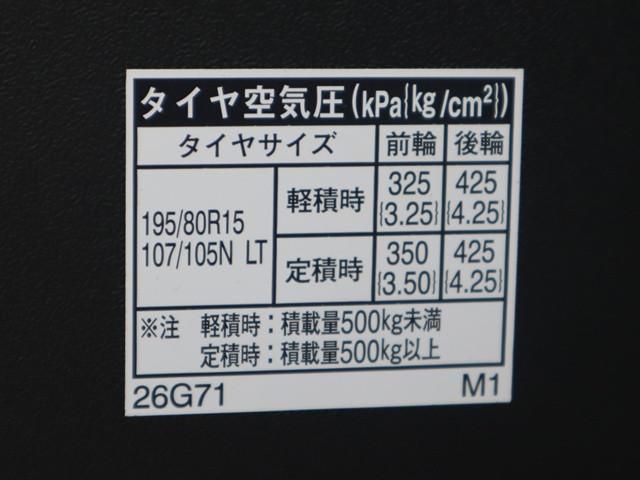 タイヤ空気圧(kPa{kg/cm²})
タイヤサイズ 前輪 後輪
195/80R15 107/105N LT 軽積時 325 {3.25} 425 {4.25}
定積時 350 {3.50} 425 {4.25}
※注 軽積時：積載量500kg未満
定積時：積載量500kg以上
26G71 M1